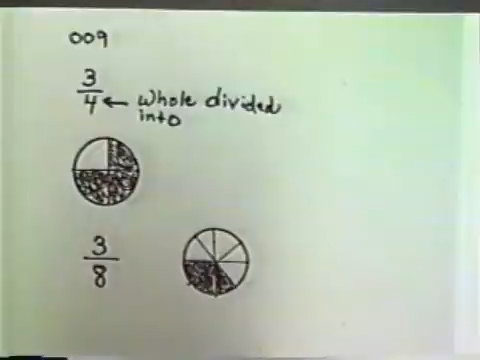 009
3
4 ← whole divided
into
3
8